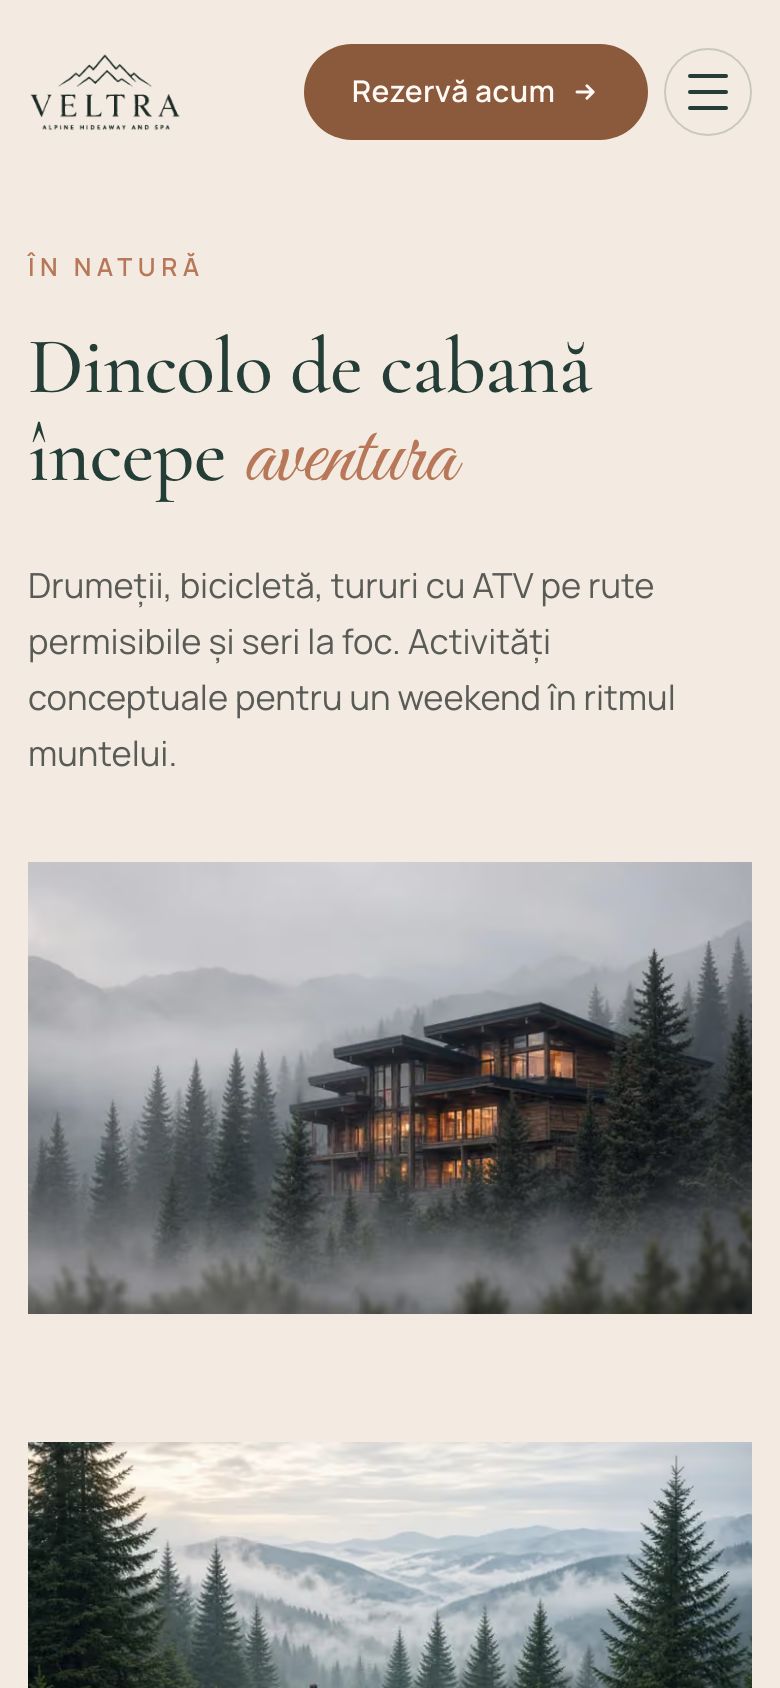 VELTRA
ALPINE HIDEAWAY AND SPA
Rezervă acum
ÎN NATURĂ
Dincolo de cabană
începe aventura
Drumeții, bicicletă, tururi cu ATV pe rute
permisibile și seri la foc. Activități
conceptuale pentru un weekend în ritmul
muntelui.